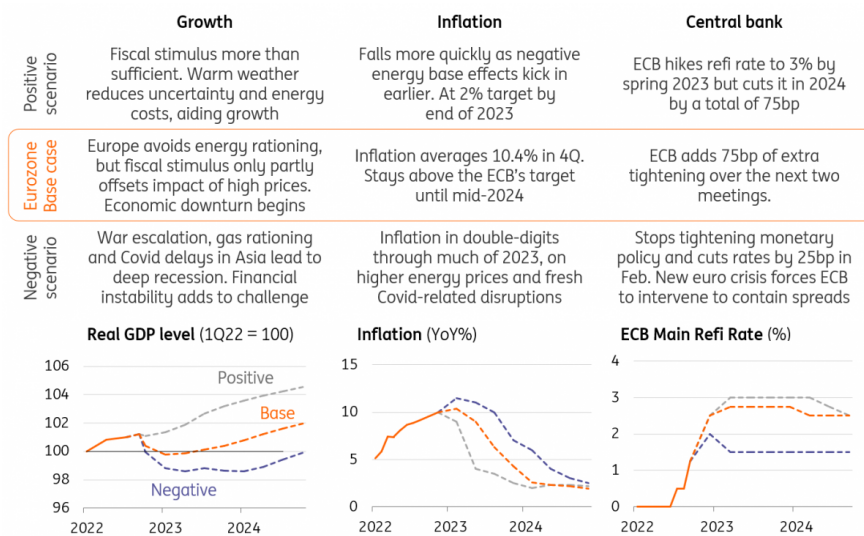 Growth
Inflation
Central bank
Positive
scenario
Fiscal stimulus more than
sufficient. Warm weather
reduces uncertainty and energy
costs, aiding growth
Falls more quickly as negative
energy base effects kick in
earlier. At 2% target by
end of 2023
ECB hikes refi rate to 3% by
spring 2023 but cuts it in 2024
by a total of 75bp
Eurozone
Base case
Europe avoids energy rationing,
but fiscal stimulus only partly
offsets impact of high prices.
Economic downturn begins
Inflation averages 10.4% in 4Q.
Stays above the ECB's target
until mid-2024
ECB adds 75bp of extra
tightening over the next two
meetings.
Negative
scenario
War escalation, gas rationing
and Covid delays in Asia lead to
deep recession. Financial
instability adds to challenge
Inflation in double-digits
through much of 2023, on
higher energy prices and fresh
Covid-related disruptions
Stops tightening monetary
policy and cuts rates by 25bp in
Feb. New euro crisis forces ECB
to intervene to contain spreads
Real GDP level (1Q22 = 100)
106
104
102
100
98
96
Positive
Base
Negative
2022 2023 2024
Inflation (YoY%)
15
10
5
0
2022 2023 2024
ECB Main Refi Rate (%)
4
3
2
1
0
2022 2023 2024